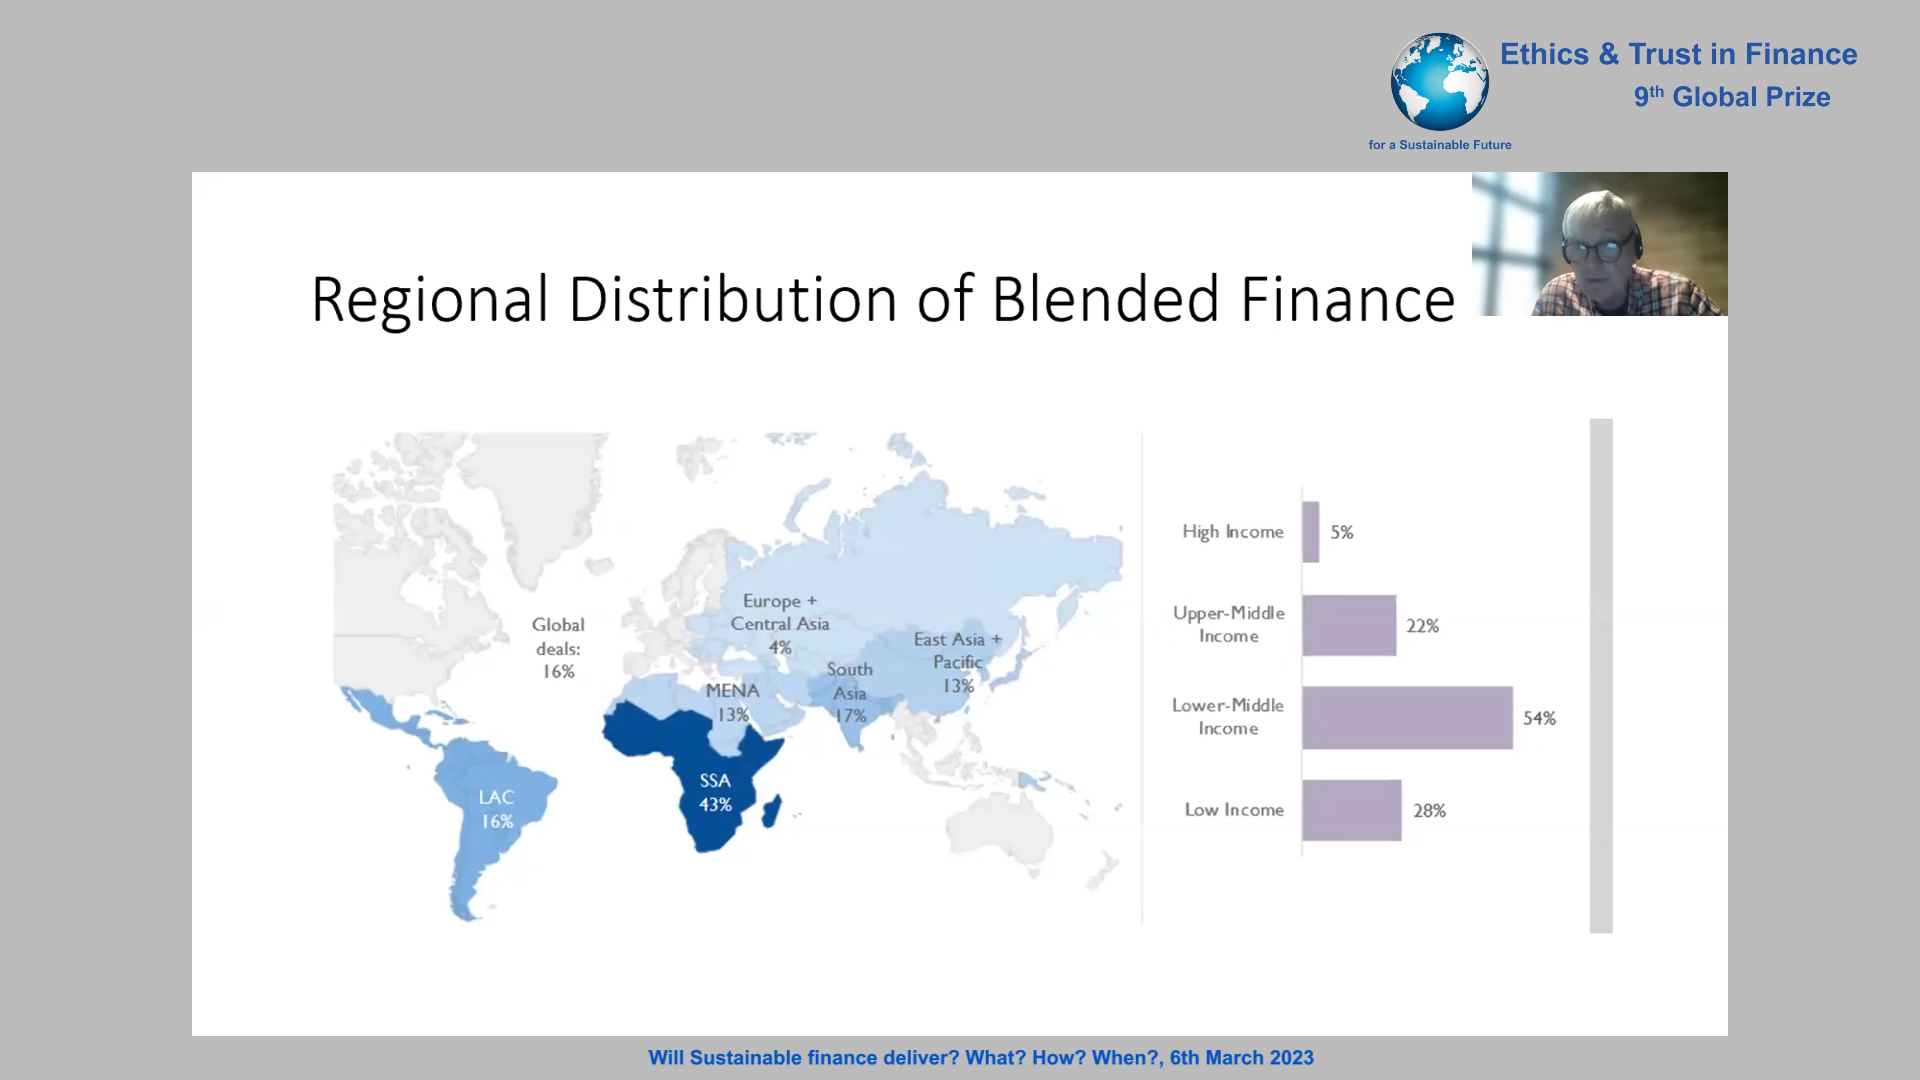 Ethics & Trust in Finance
9th Global Prize
for a Sustainable Future
Regional Distribution of Blended Finance
Global
deals:
16%
Europe +
Central Asia
4%
East Asia +
Pacific
13%
South
Asia
17%
MENA
13%
SSA
43%
LAC
16%
High Income 5%
Upper-Middle
Income 22%
Lower-Middle
Income 54%
Low Income 28%
Will Sustainable finance deliver? What? How? When?, 6th March 2023